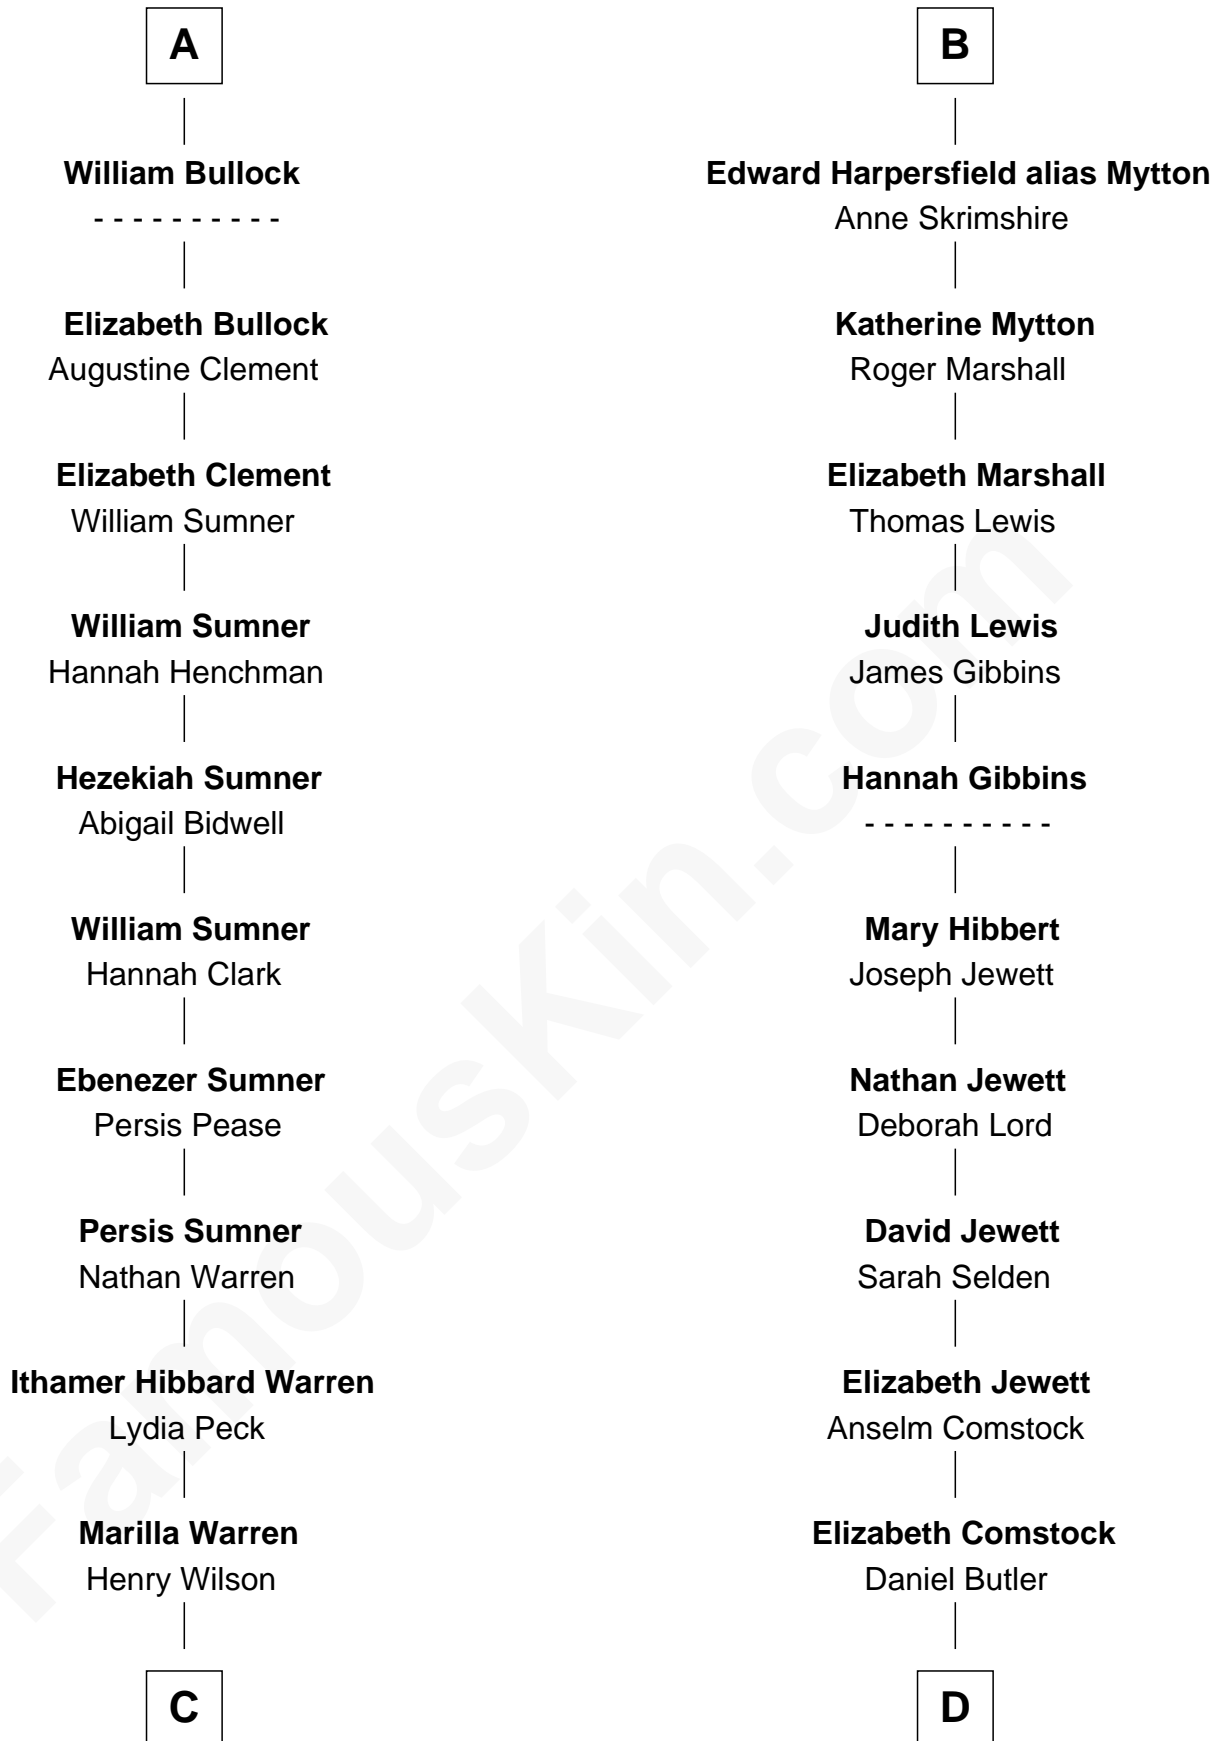 A
William Bullock
- - - - - - - - - -
Elizabeth Bullock
Augustine Clement
Elizabeth Clement
William Sumner
William Sumner
Hannah Henchman
Hezekiah Sumner
Abigail Bidwell
William Sumner
Hannah Clark
Ebenezer Sumner
Persis Pease
Persis Sumner
Nathan Warren
Ithamer Hibbard Warren
Lydia Peck
Marilla Warren
Henry Wilson
C
B
Edward Harpersfield alias Mytton
Anne Skrimshire
Katherine Mytton
Roger Marshall
Elizabeth Marshall
Thomas Lewis
Judith Lewis
James Gibbins
Hannah Gibbins
- - - - - - - - - -
Mary Hibbert
Joseph Jewett
Nathan Jewett
Deborah Lord
David Jewett
Sarah Selden
Elizabeth Jewett
Anselm Comstock
Elizabeth Comstock
Daniel Butler
D
FamousKin.com